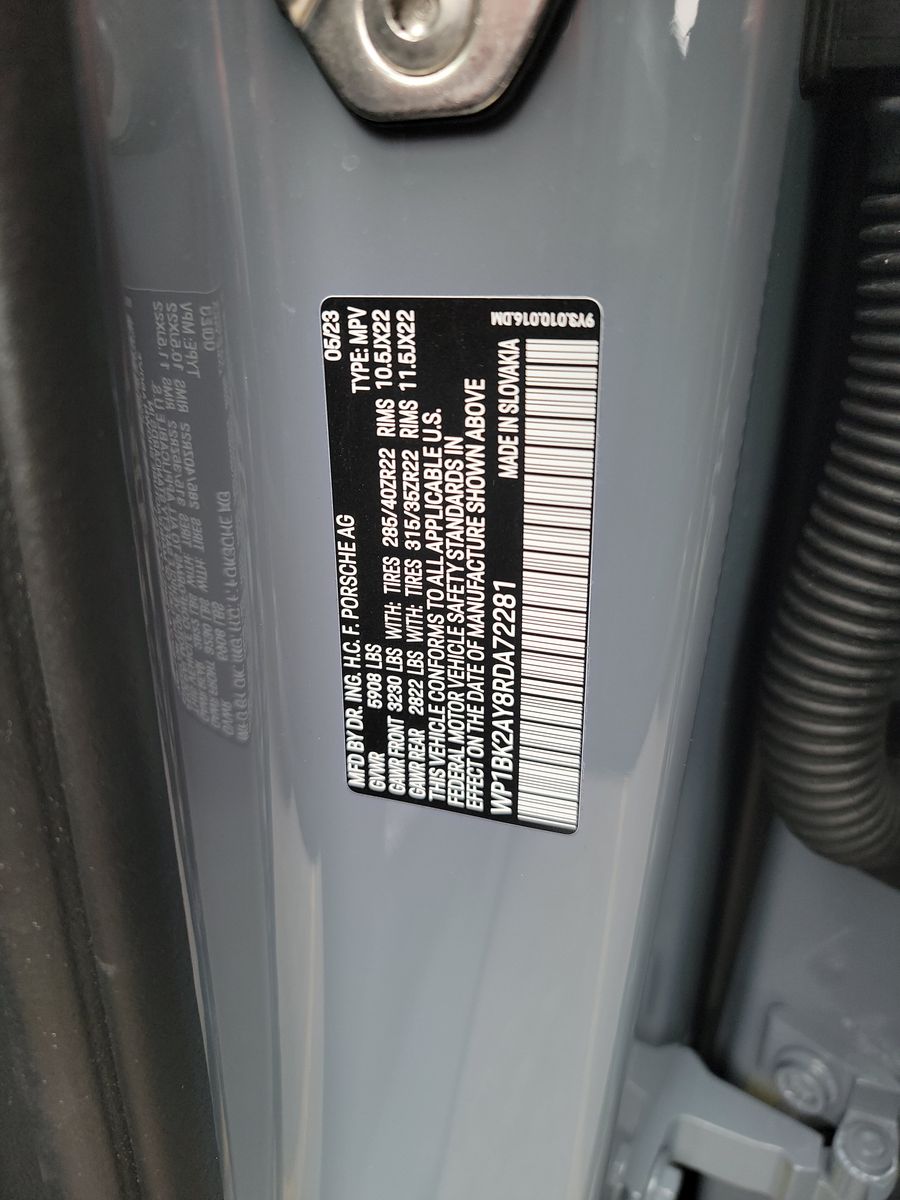 MFD BY DR. ING. H.C. F. PORSCHE AG 05/23
GVWR 5908 LBS TYPE: MPV
GAWR FRONT 3230 LBS WITH: TIRES 285/40ZR22 RIMS 10.5JX22
GAWR REAR 2822 LBS WITH: TIRES 315/35ZR22 RIMS 11.5JX22
THIS VEHICLE CONFORMS TO ALL APPLICABLE U.S.
FEDERAL MOTOR VEHICLE SAFETY STANDARDS IN
EFFECT ON THE DATE OF MANUFACTURE SHOWN ABOVE
WP1BK2AY8RDA72281 MADE IN SLOVAKIA
9Y3.010.016.DM